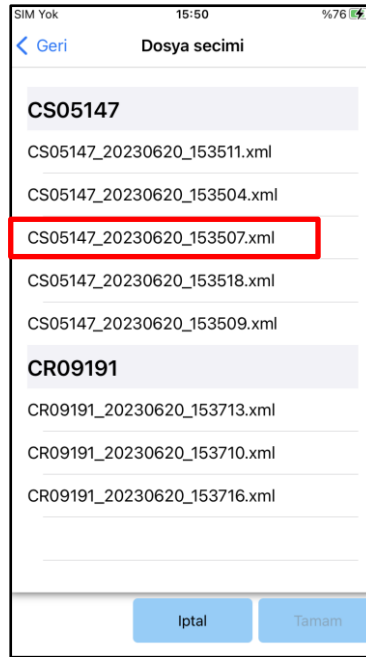 SIM Yok 15:50 %76
Geri Dosya secimi
CS05147
CS05147_20230620_153511.xml
CS05147_20230620_153504.xml
CS05147_20230620_153507.xml
CS05147_20230620_153518.xml
CS05147_20230620_153509.xml
CR09191
CR09191_20230620_153713.xml
CR09191_20230620_153710.xml
CR09191_20230620_153716.xml
Iptal Tamam